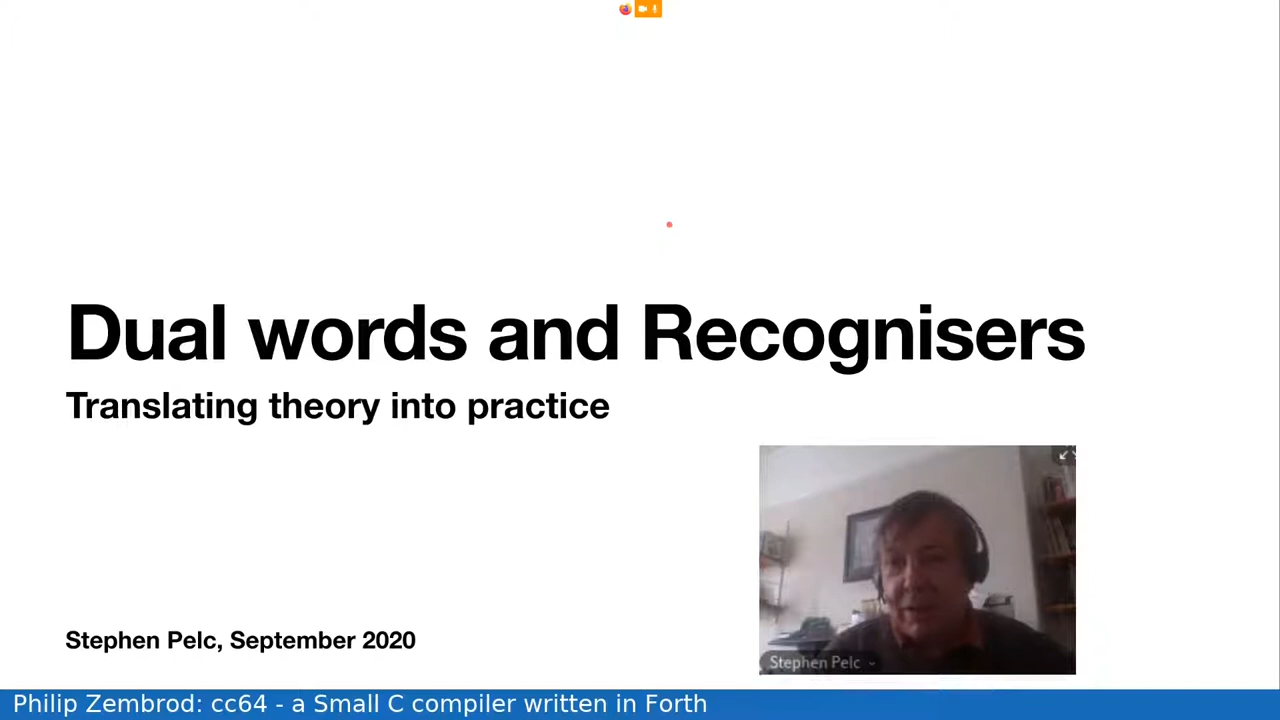 Dual words and Recognisers
Translating theory into practice
Stephen Pelc, September 2020
Stephen Pelc
Philip Zembrod: cc64 - a Small C compiler written in Forth